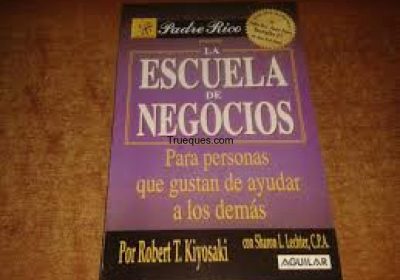 Padre Rico
LA
ESCUELA
DE
NEGOCIOS
Trueques.com
Para personas
que gustan de ayudar
a los demás
Por Robert T. Kiyosaki con Sharon L. Lechter, C.P.A.
AGUILAR